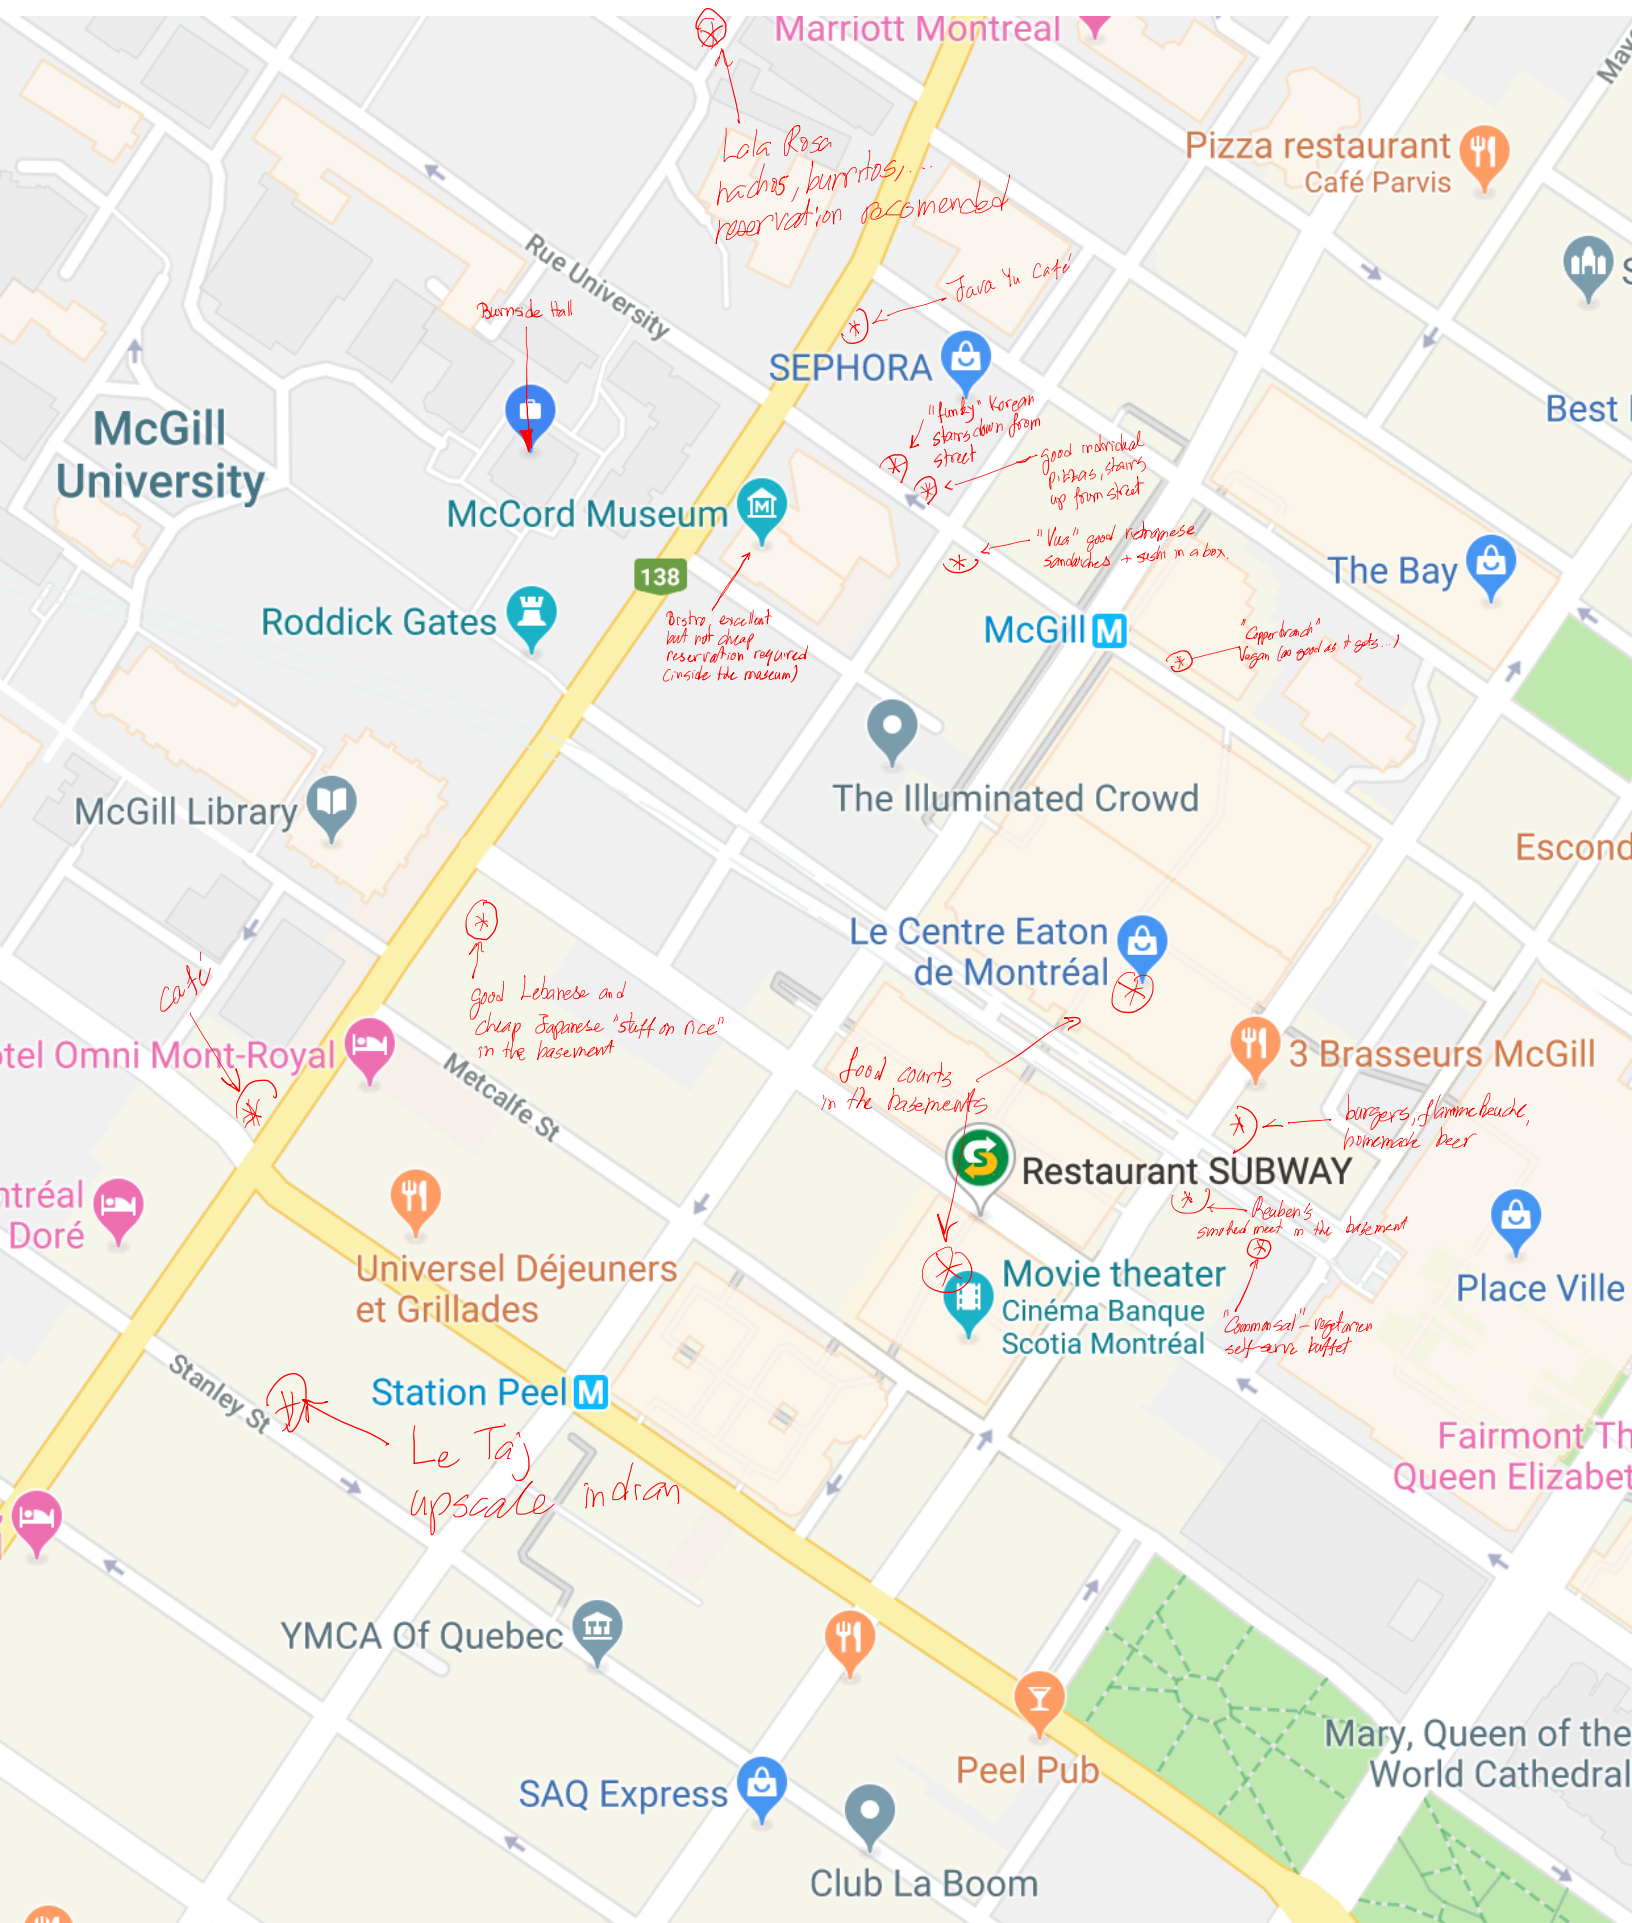 Marriott Montreal
Lola Rosa
nachos, burritos,...
reservation recomended
Pizza restaurant
Café Parvis
Rue University
Java Yu Café
Burnside Hall
SEPHORA
"funky" Korean
stairs down from
street
good individual
pizzas, stairs
up from street
Best
McGill
University
McCord Museum
"Vua" good vietnamese
sandwiches + sushi in a box.
The Bay
138
Roddick Gates
Bistro, excellent
but not cheap
reservation required
(inside the museum)
McGill M
"Copperbranch"
Vegan (as good as it gets...)
The Illuminated Crowd
McGill Library
Escond
Le Centre Eaton
de Montréal
café
good Lebanese and
cheap Japanese "stuff on rice"
in the basement
tel Omni Mont-Royal
Metcalfe St
food courts
in the basements
3 Brasseurs McGill
burgers, flammekeuche,
homemade beer
Restaurant SUBWAY
ntréal
Doré
Reuben's
smoked meet in the basement
Place Ville
Universel Déjeuners
et Grillades
Movie theater
Cinéma Banque
Scotia Montréal
"Commonsal" - vegetarien
self-serve buffet
Stanley St
Station Peel M
Le Taj
upscale indian
Fairmont Th
Queen Elizabet
YMCA Of Quebec
Peel Pub
Mary, Queen of the
World Cathedral
SAQ Express
Club La Boom